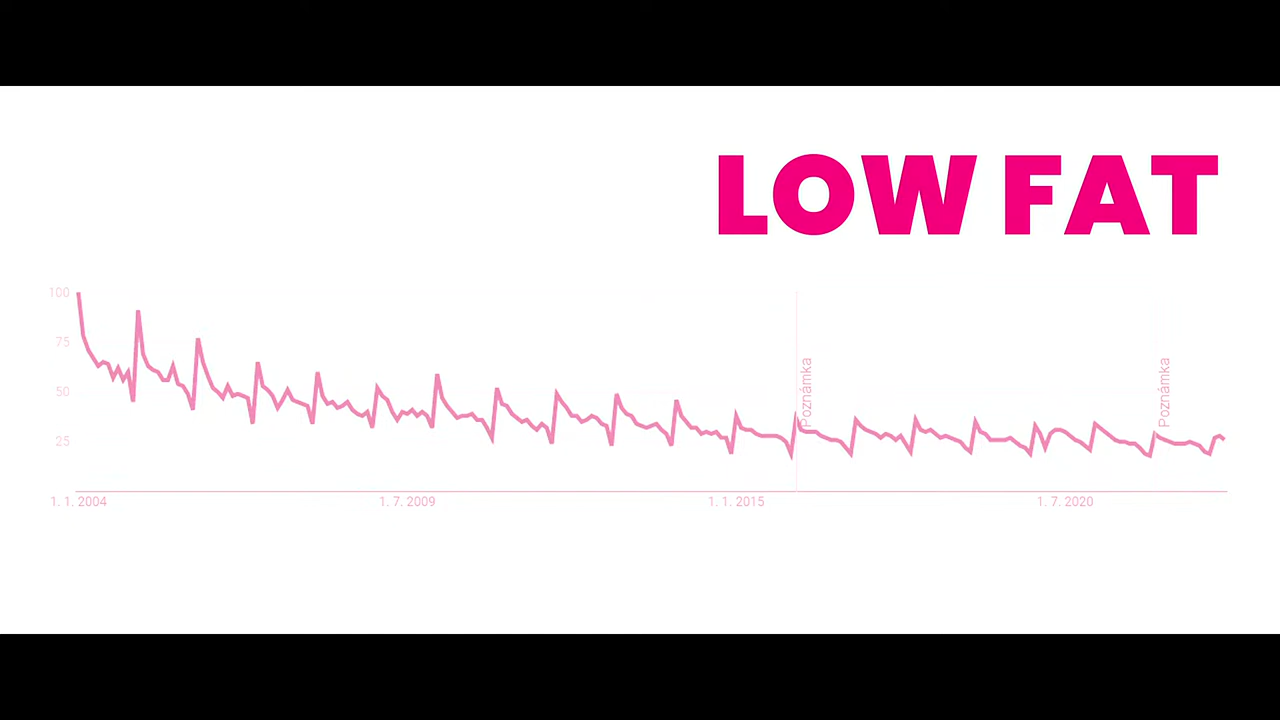 LOW FAT
100
75
50
25
Poznámka
Poznámka
1. 1. 2004
1. 7. 2009
1. 1. 2015
1. 7. 2020